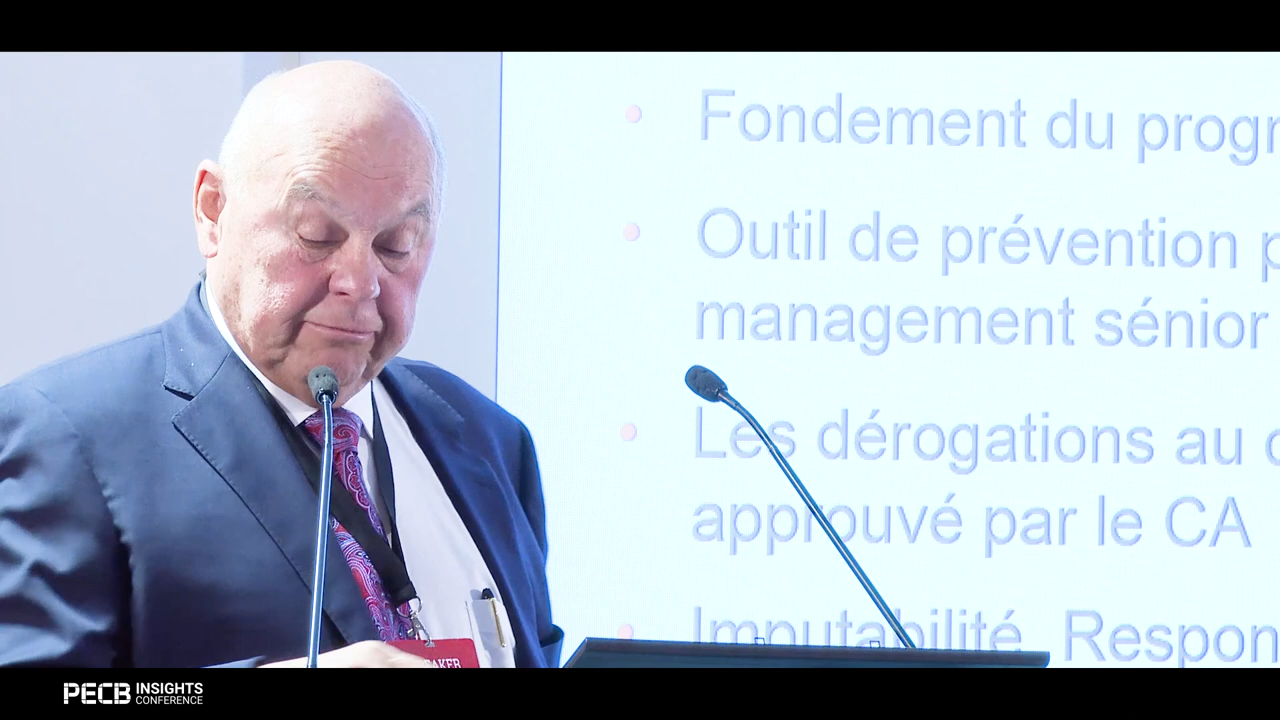 Fondement du progr
Outil de prévention p
management sénior
Les dérogations au c
approuvé par le CA
Imputabilité Respon
EAKER
PECB INSIGHTS
CONFERENCE